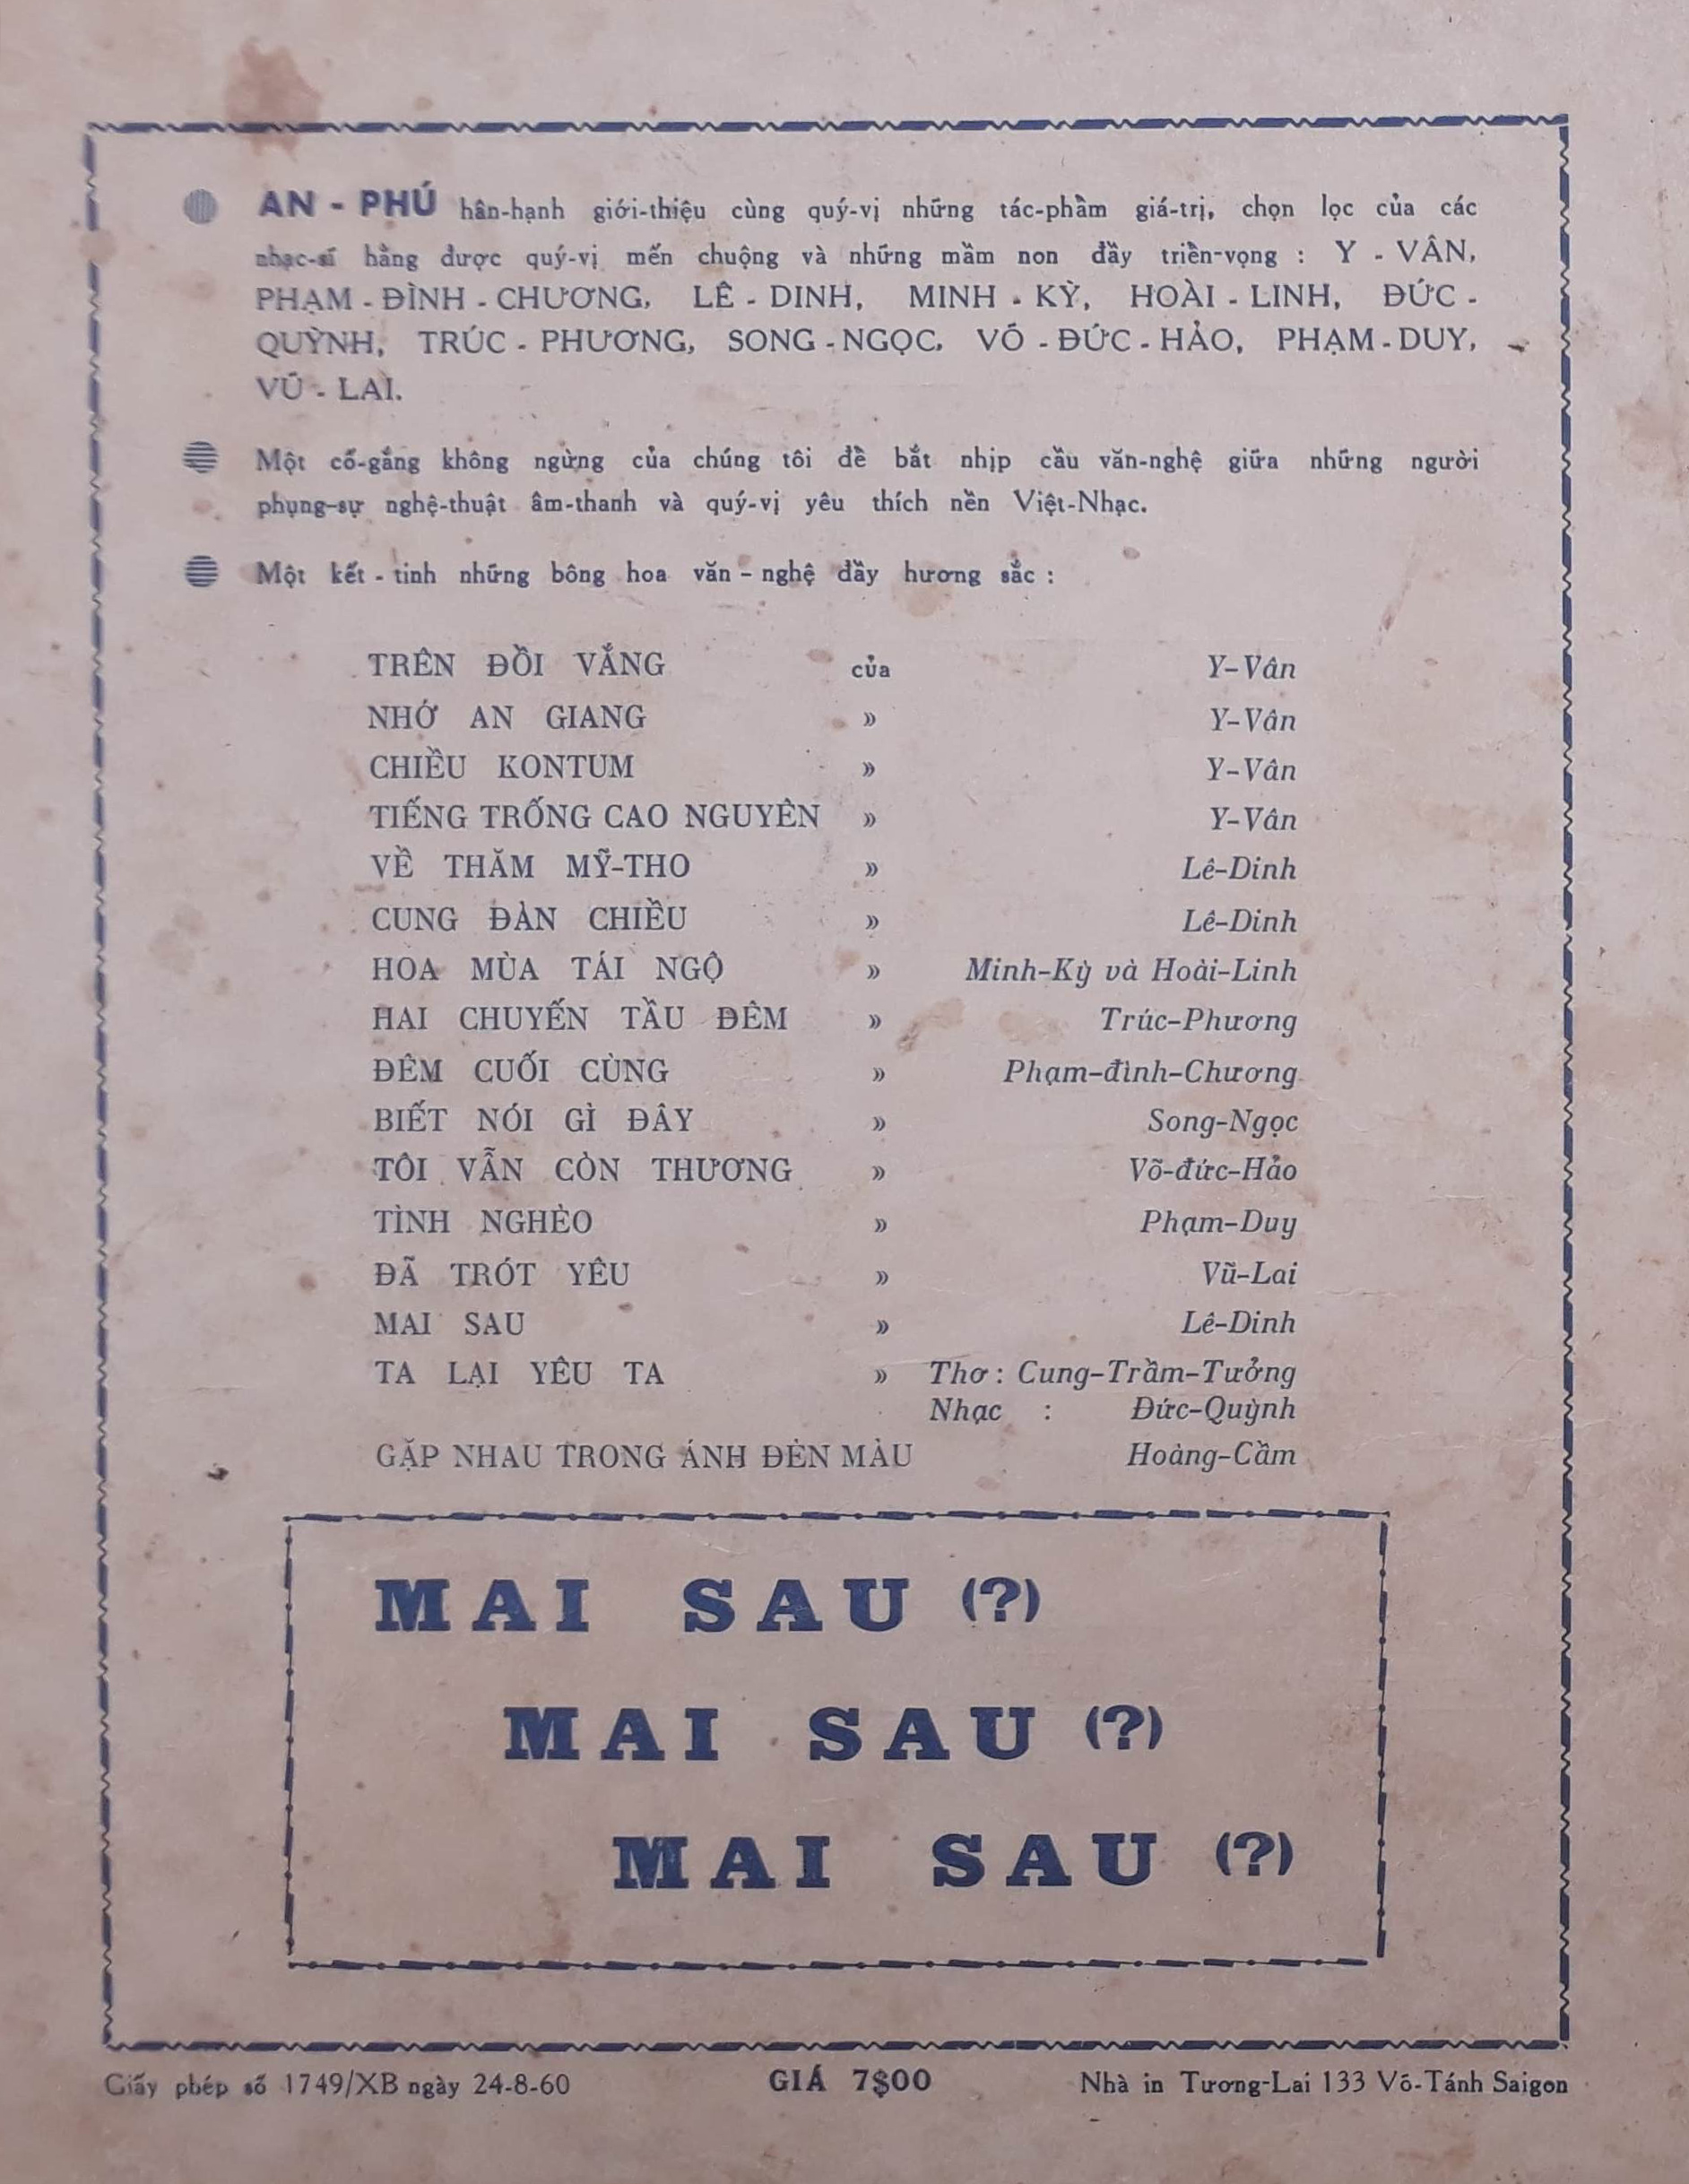 AN - PHÚ hân-hạnh giới-thiệu cùng quý-vị những tác-phẩm giá-trị, chọn lọc của các
nhạc-sĩ hằng được quý-vị mến chuộng và những mầm non đầy triển-vọng : Y - VÂN,
PHẠM - ĐÌNH - CHƯƠNG, LÊ - DINH, MINH - KỲ, HOÀI - LINH, ĐỨC -
QUỲNH, TRÚC - PHƯƠNG, SONG - NGỌC, VÕ - ĐỨC - HẢO, PHẠM - DUY,
VŨ - LAI.
Một cố-gắng không ngừng của chúng tôi để bắt nhịp cầu văn-nghệ giữa những người
phụng-sự nghệ-thuật âm-thanh và quý-vị yêu thích nền Việt-Nhạc.
Một kết - tinh những bông hoa văn - nghệ đầy hương sắc :
TRÊN ĐỒI VẮNG của Y-Vân
NHỚ AN GIANG » Y-Vân
CHIỀU KONTUM » Y-Vân
TIẾNG TRỐNG CAO NGUYÊN » Y-Vân
VỀ THĂM MỸ-THO » Lê-Dinh
CUNG ĐÀN CHIỀU » Lê-Dinh
HOA MÙA TÁI NGỘ » Minh-Kỳ và Hoài-Linh
HAI CHUYẾN TẦU ĐÊM » Trúc-Phương
ĐÊM CUỐI CÙNG » Phạm-đình-Chương
BIẾT NÓI GÌ ĐÂY » Song-Ngọc
TÔI VẪN CÒN THƯƠNG » Võ-đức-Hảo
TÌNH NGHÈO » Phạm-Duy
ĐÃ TRÓT YÊU » Vũ-Lai
MAI SAU » Lê-Dinh
TA LẠI YÊU TA » Thơ : Cung-Trầm-Tưởng
Nhạc : Đức-Quỳnh
GẶP NHAU TRONG ÁNH ĐÈN MÀU Hoàng-Cầm
MAI SAU (?)
MAI SAU (?)
MAI SAU (?)
Giấy phép số 1749/XB ngày 24-8-60 GIÁ 7$00 Nhà in Tương-Lai 133 Võ-Tánh Saigon